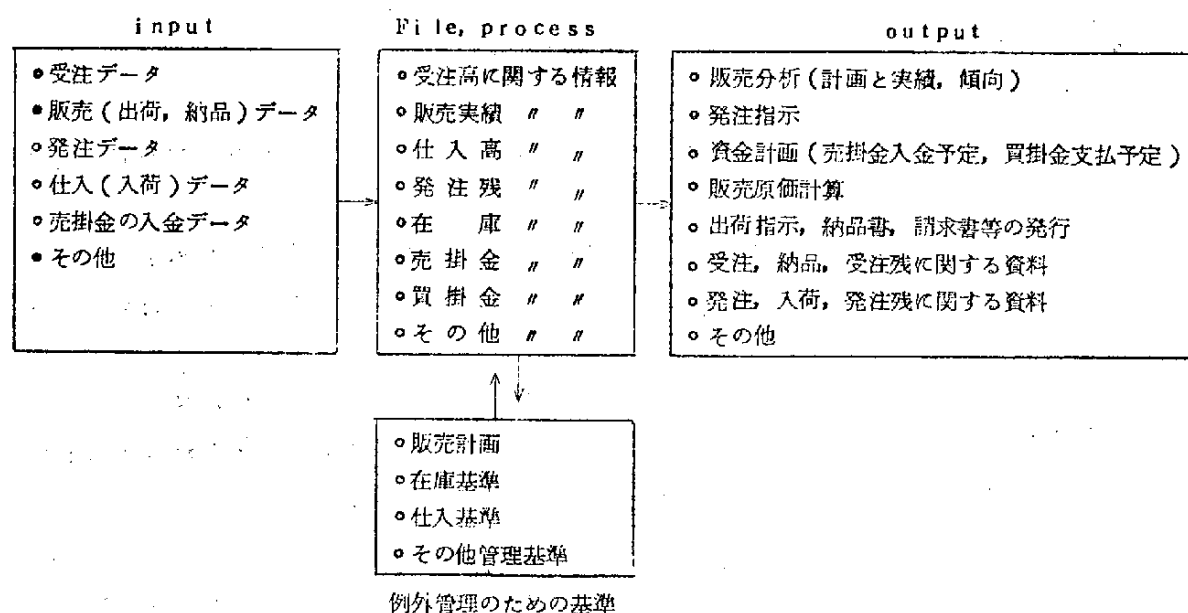 input
● 受注データ
● 販売(出荷,納品)データ
○ 発注データ
○ 仕入(入荷)データ
○ 売掛金の入金データ
● その他
File, process
○ 受注高に関する情報
○ 販売実績 〃 〃
○ 仕入高 〃 〃
○ 発注残 〃 〃
○ 在庫 〃 〃
○ 売掛金 〃 〃
○ 買掛金 〃 〃
○ その他 〃 〃
output
○ 販売分析(計画と実績,傾向)
○ 発注指示
○ 資金計画(売掛金入金予定,買掛金支払予定)
○ 販売原価計算
○ 出荷指示,納品書,請求書等の発行
○ 受注,納品,受注残に関する資料
○ 発注,入荷,発注残に関する資料
○ その他
○ 販売計画
○ 在庫基準
○ 仕入基準
○ その他管理基準
例外管理のための基準